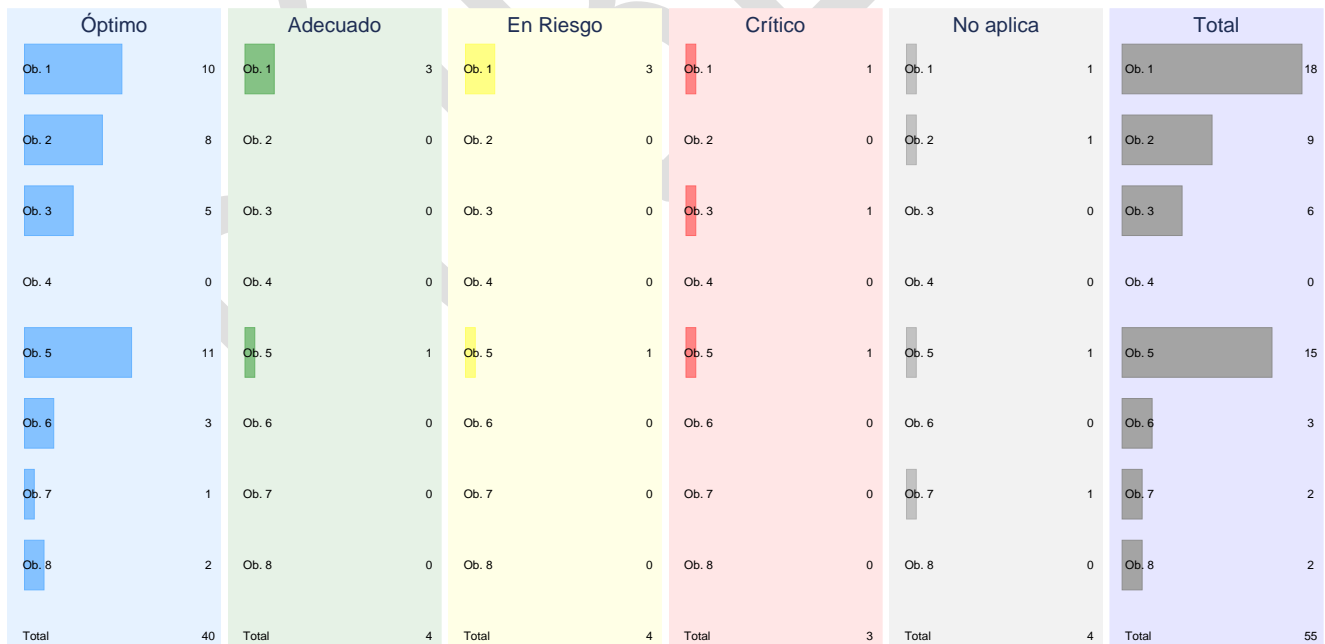 Óptimo Adecuado En Riesgo Crítico No aplica Total
Ob. 1 10 Ob. 1 3 Ob. 1 3 Ob. 1 1 Ob. 1 1 Ob. 1 18
Ob. 2 8 Ob. 2 0 Ob. 2 0 Ob. 2 0 Ob. 2 1 Ob. 2 9
Ob. 3 5 Ob. 3 0 Ob. 3 0 Ob. 3 1 Ob. 3 0 Ob. 3 6
Ob. 4 0 Ob. 4 0 Ob. 4 0 Ob. 4 0 Ob. 4 0 Ob. 4 0
Ob. 5 11 Ob. 5 1 Ob. 5 1 Ob. 5 1 Ob. 5 1 Ob. 5 15
Ob. 6 3 Ob. 6 0 Ob. 6 0 Ob. 6 0 Ob. 6 0 Ob. 6 3
Ob. 7 1 Ob. 7 0 Ob. 7 0 Ob. 7 0 Ob. 7 1 Ob. 7 2
Ob. 8 2 Ob. 8 0 Ob. 8 0 Ob. 8 0 Ob. 8 0 Ob. 8 2
Total 40 Total 4 Total 4 Total 3 Total 4 Total 55